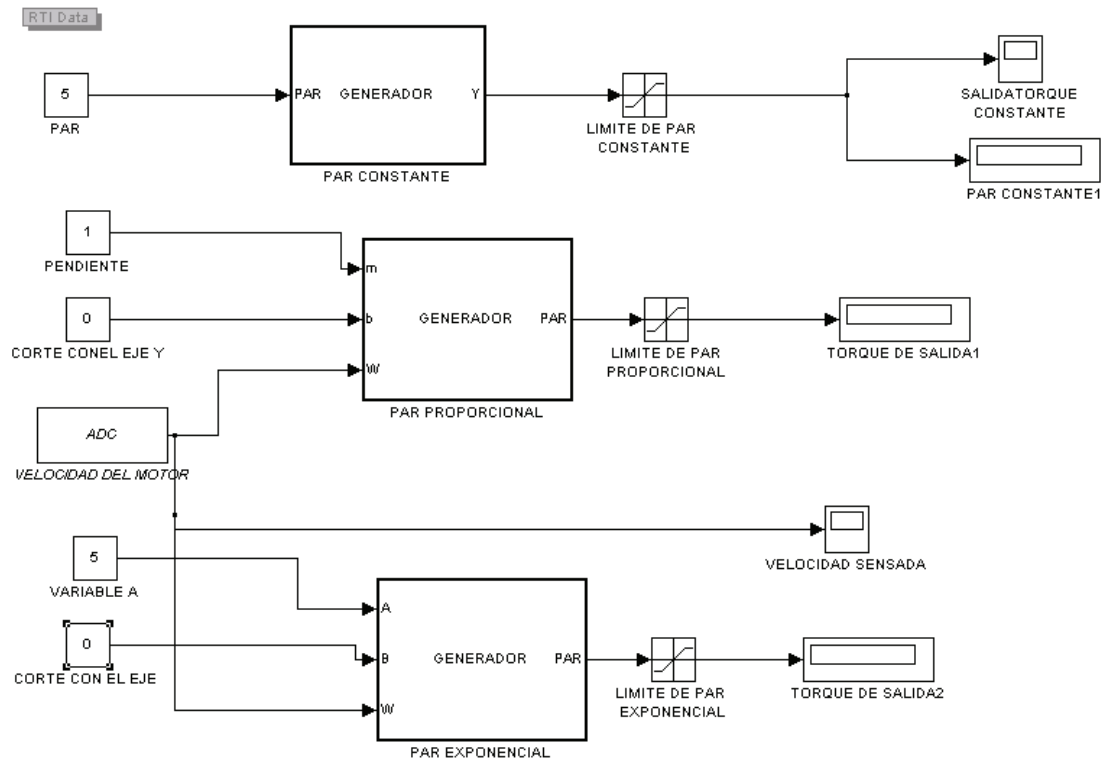 RTI Data
5
PAR
PAR GENERADOR Y
PAR CONSTANTE
LIMITE DE PAR
CONSTANTE
SALIDATORQUE
CONSTANTE
PAR CONSTANTE1
1
PENDIENTE
0
CORTE CONEL EJE Y
m
b GENERADOR PAR
W
PAR PROPORCIONAL
LIMITE DE PAR
PROPORCIONAL
TORQUE DE SALIDA1
ADC
VELOCIDAD DEL MOTOR
VELOCIDAD SENSADA
5
VARIABLE A
0
CORTE CON EL EJE
A
B GENERADOR PAR
W
PAR EXPONENCIAL
LIMITE DE PAR
EXPONENCIAL
TORQUE DE SALIDA2